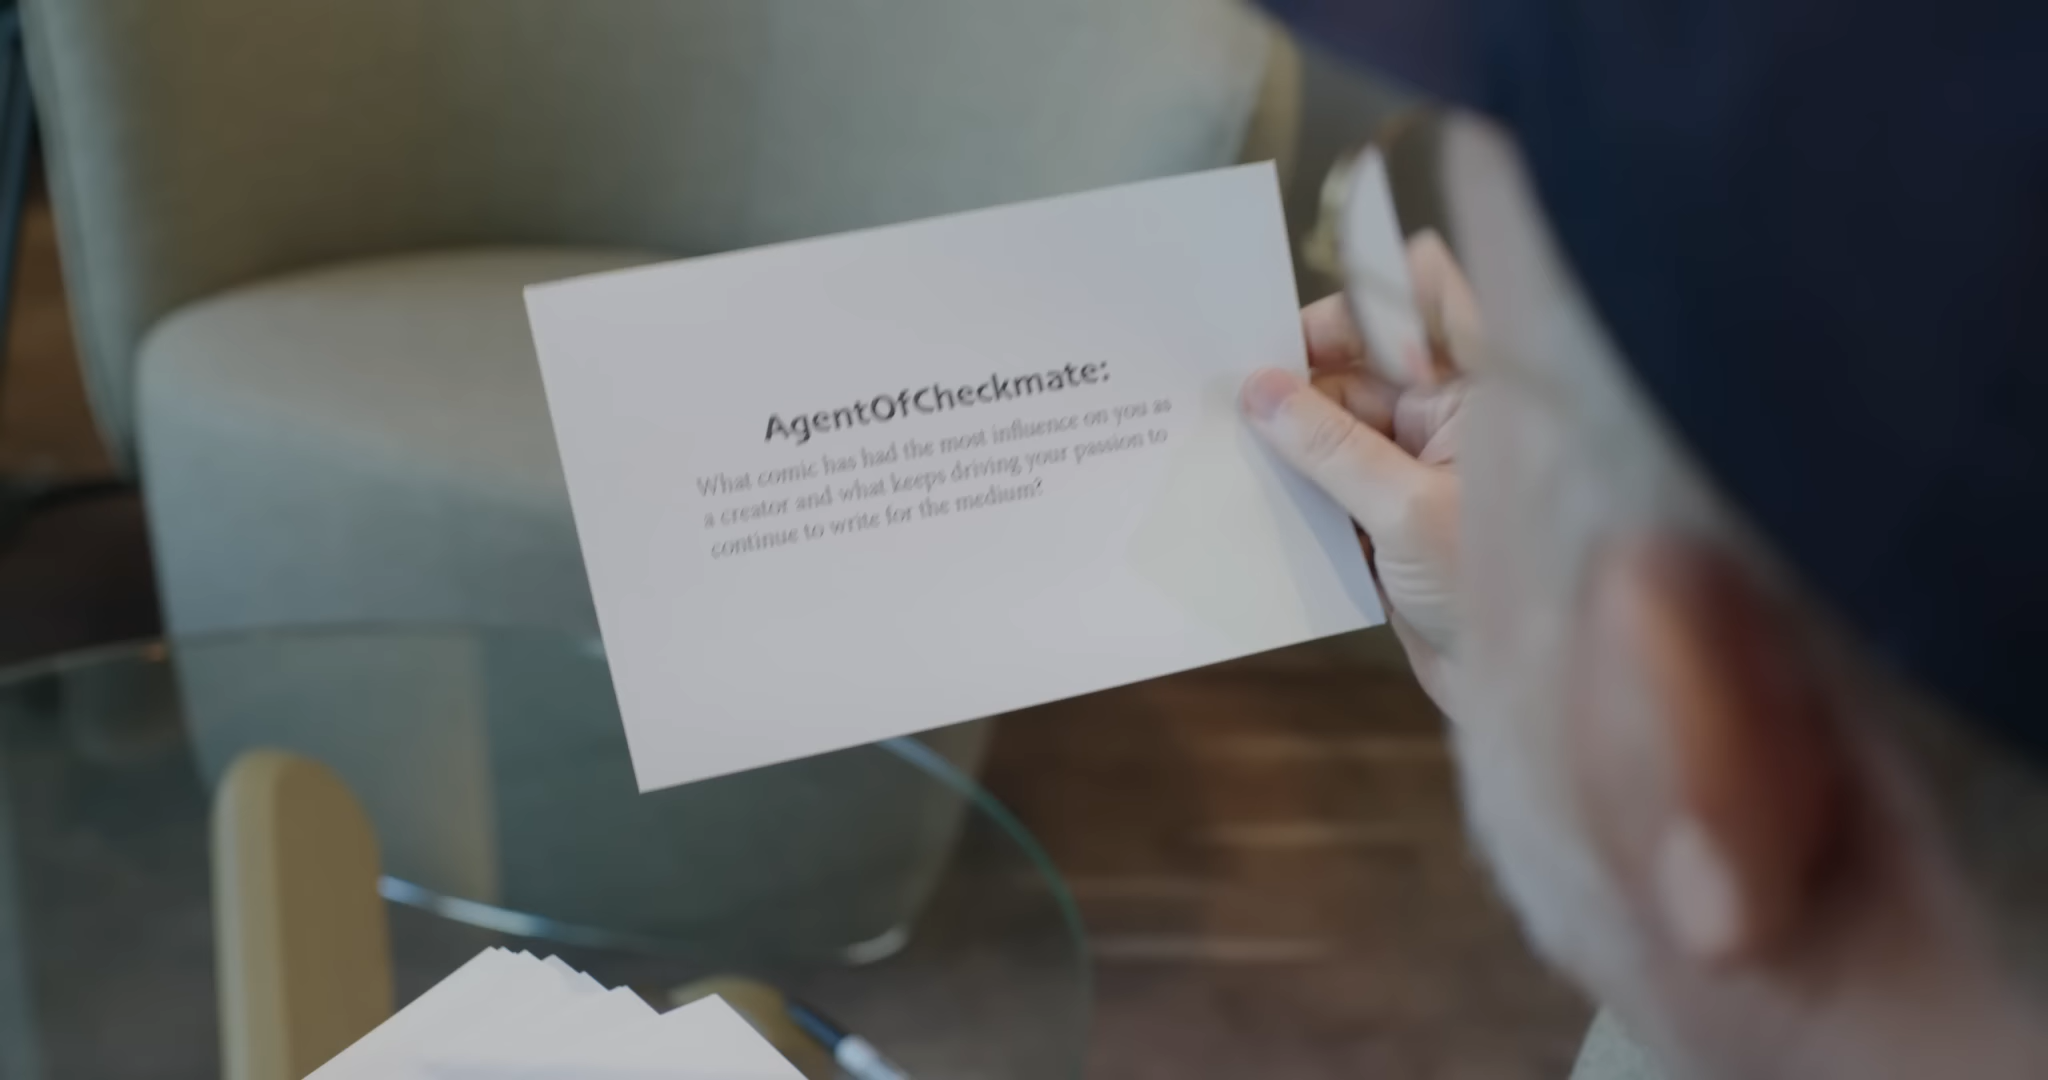 AgentOfCheckmate:
What comic has had the most influence on you as
a creator and what keeps driving your passion to
continue to write for the medium?